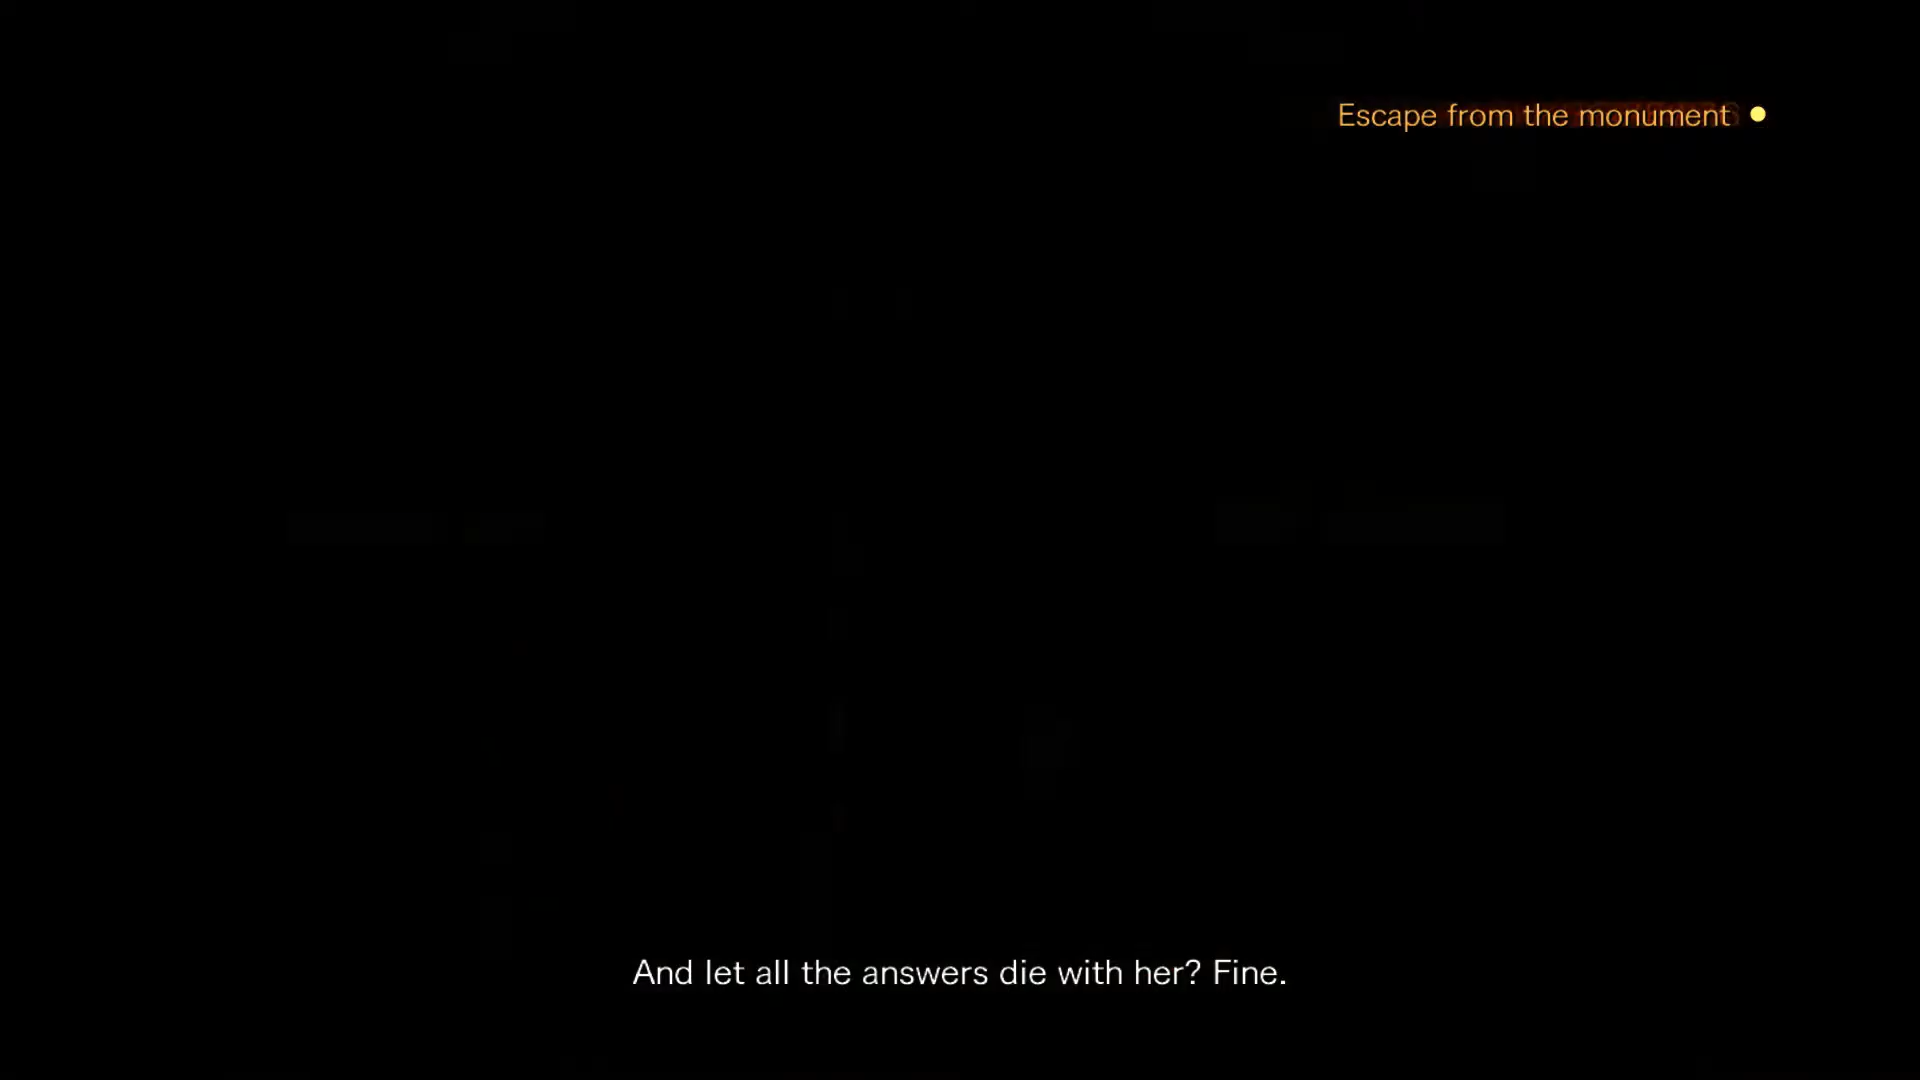 Escape from the monument
And let all the answers die with her? Fine.